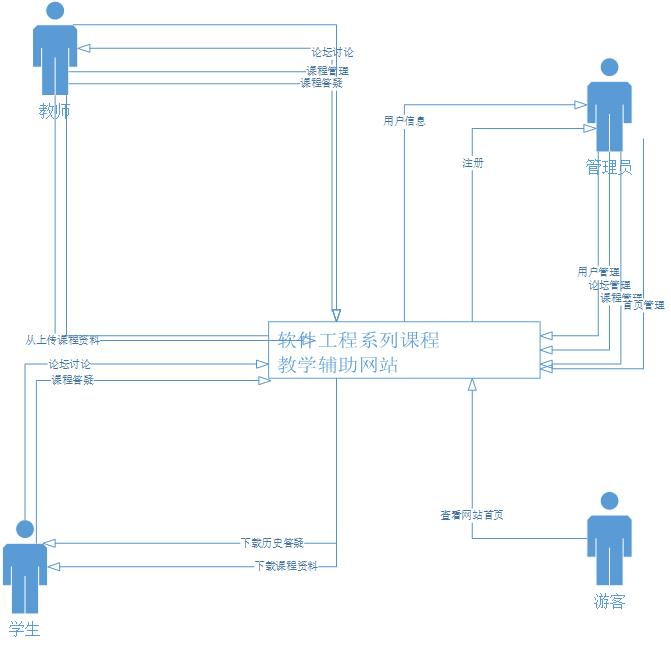 论坛讨论
课程管理
课程答疑
教师
用户信息
注册
管理员
用户管理
论坛管理
课程管理
首页管理
从上传课程资料
软件工程系列课程
教学辅助网站
论坛讨论
课程答疑
查看网站首页
下载历史答疑
下载课程资料
游客
学生